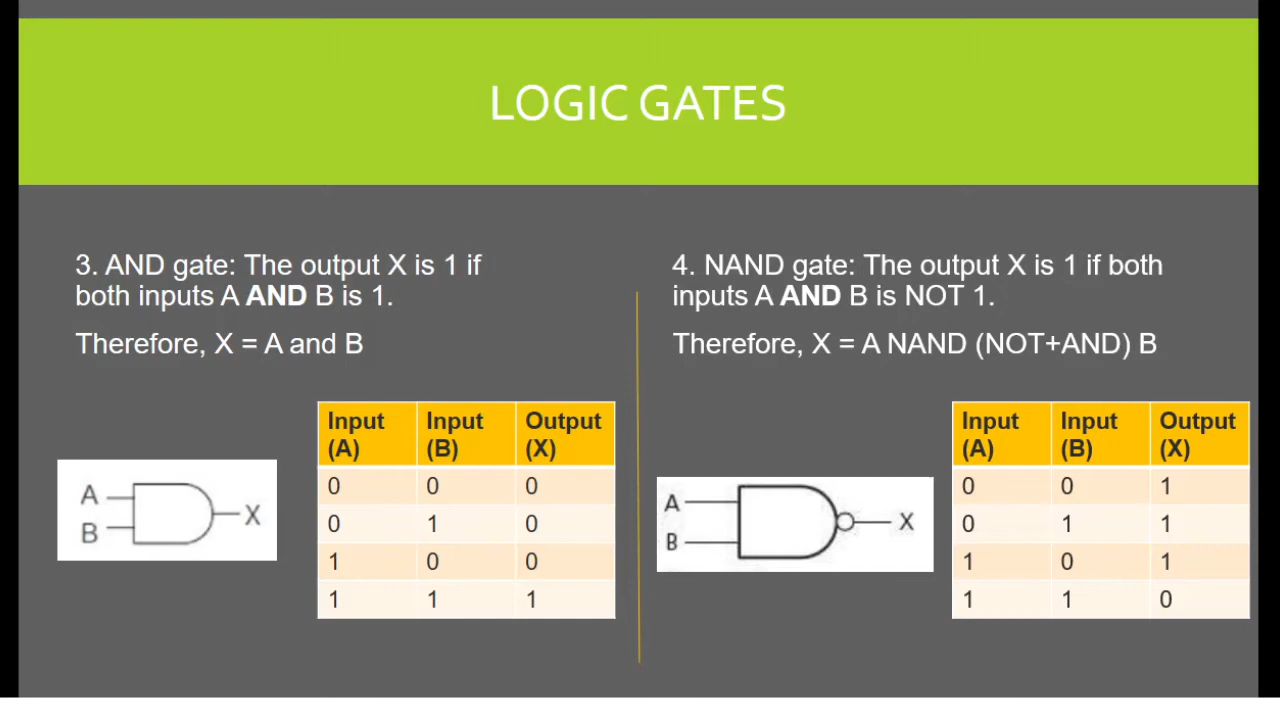 LOGIC GATES
3. AND gate: The output X is 1 if
both inputs A AND B is 1.
Therefore, X = A and B
A
B
X
Input (A) Input (B) Output (X)
0 0 0
0 1 0
1 0 0
1 1 1
4. NAND gate: The output X is 1 if both
inputs A AND B is NOT 1.
Therefore, X = A NAND (NOT+AND) B
A
B
X
Input (A) Input (B) Output (X)
0 0 1
0 1 1
1 0 1
1 1 0